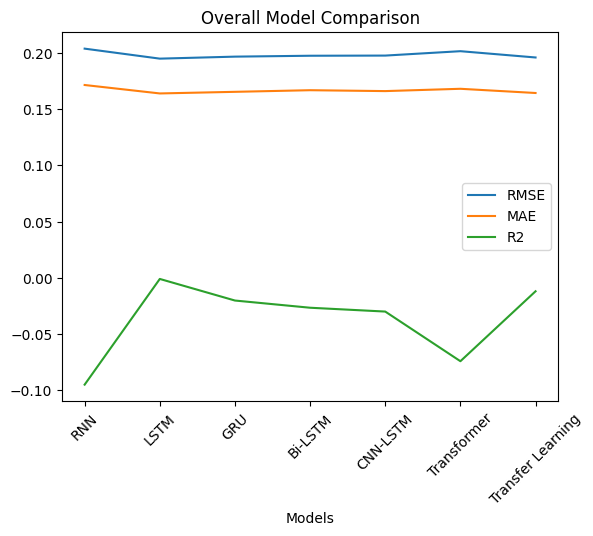 Overall Model Comparison
0.20
0.15
0.10
0.05
0.00
−0.05
−0.10
RMSE
MAE
R2
RNN
LSTM
GRU
Bi-LSTM
CNN-LSTM
Transformer
Transfer Learning
Models